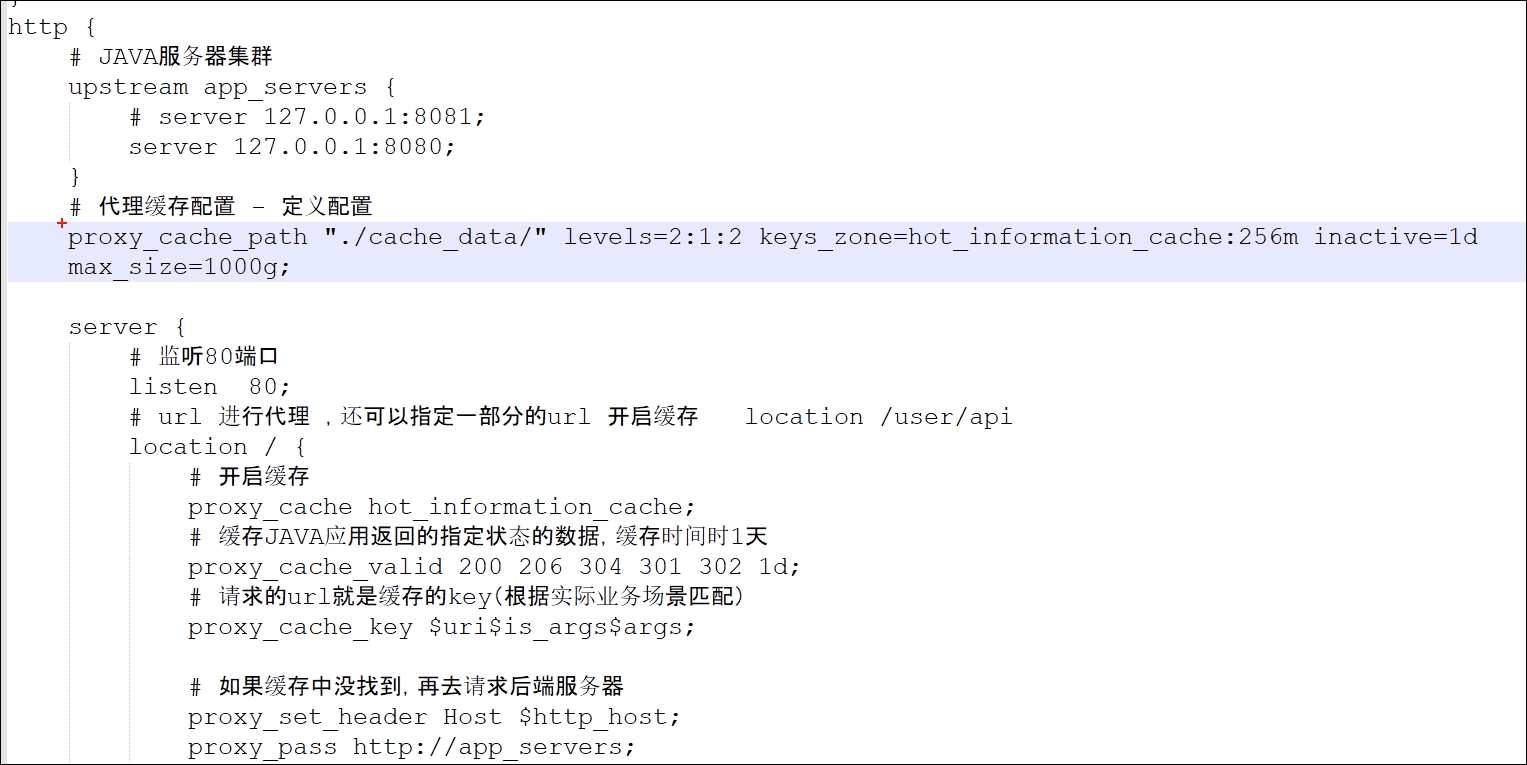 http {
# JAVA服务器集群
upstream app_servers {
# server 127.0.0.1:8081;
server 127.0.0.1:8080;
}
# 代理缓存配置 - 定义配置
proxy_cache_path "./cache_data/" levels=2:1:2 keys_zone=hot_information_cache:256m inactive=1d
max_size=1000g;
server {
# 监听80端口
listen  80;
# url 进行代理 ,还可以指定一部分的url 开启缓存   location /user/api
location / {
# 开启缓存
proxy_cache hot_information_cache;
# 缓存JAVA应用返回的指定状态的数据, 缓存时间时1天
proxy_cache_valid 200 206 304 301 302 1d;
# 请求的url就是缓存的key(根据实际业务场景匹配)
proxy_cache_key $uri$is_args$args;
# 如果缓存中没找到, 再去请求后端服务器
proxy_set_header Host $http_host;
proxy_pass http://app_servers;